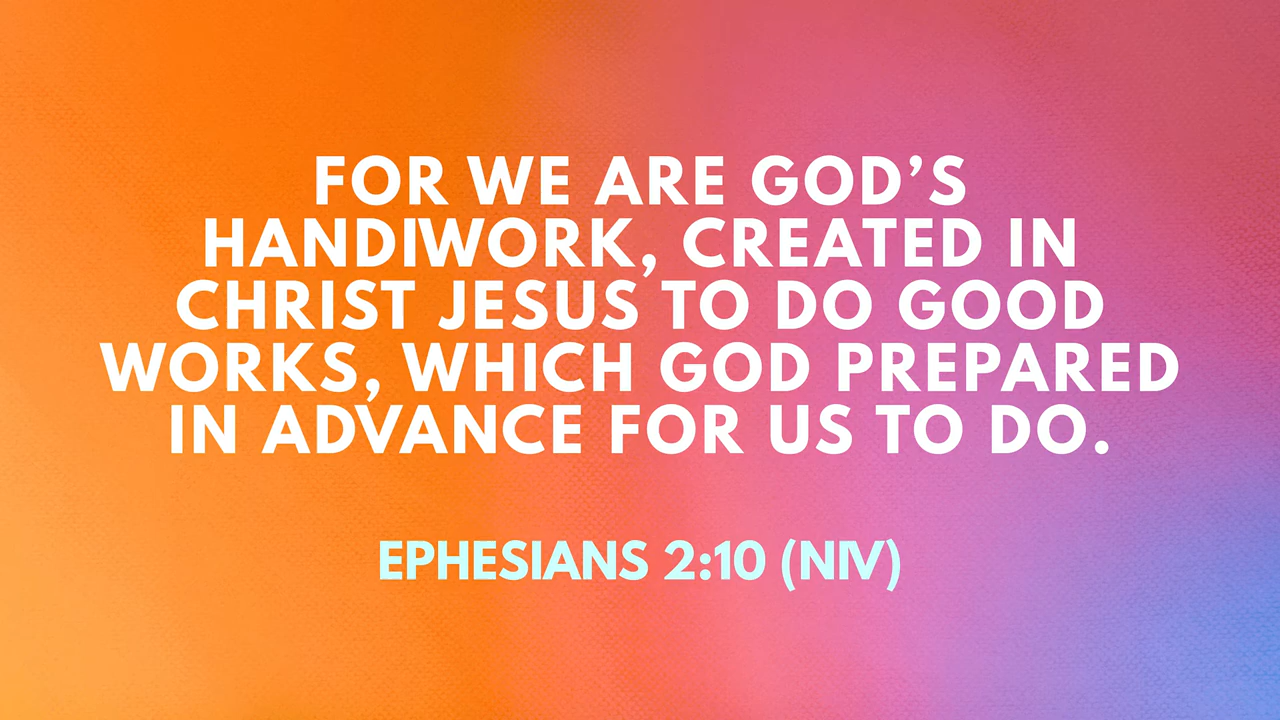 FOR WE ARE GOD’S
HANDIWORK, CREATED IN
CHRIST JESUS TO DO GOOD
WORKS, WHICH GOD PREPARED
IN ADVANCE FOR US TO DO.
EPHESIANS 2:10 (NIV)